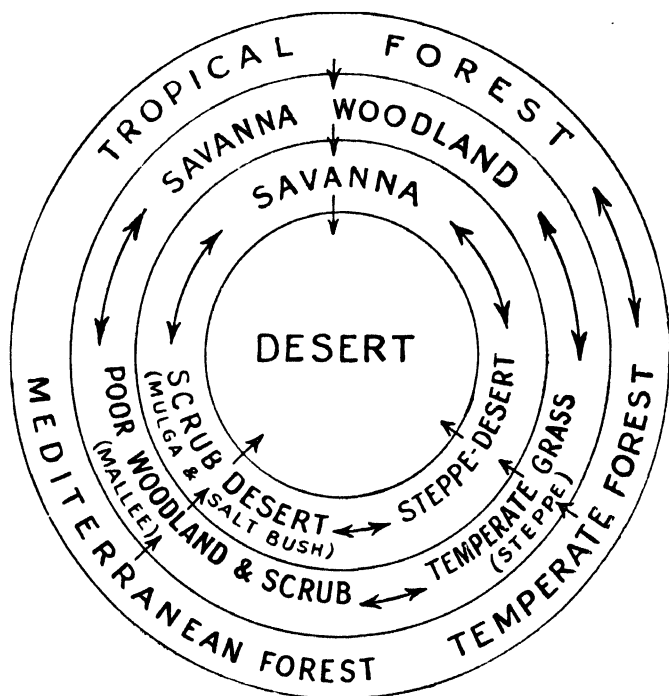 TROPICAL FOREST
SAVANNA WOODLAND
SAVANNA
DESERT
SCRUB DESERT
(MULGA & SALT BUSH)
STEPPE-DESERT
POOR WOODLAND & SCRUB
(MALLEE)
TEMPERATE GRASS
(STEPPE)
MEDITERRANEAN FOREST
TEMPERATE FOREST